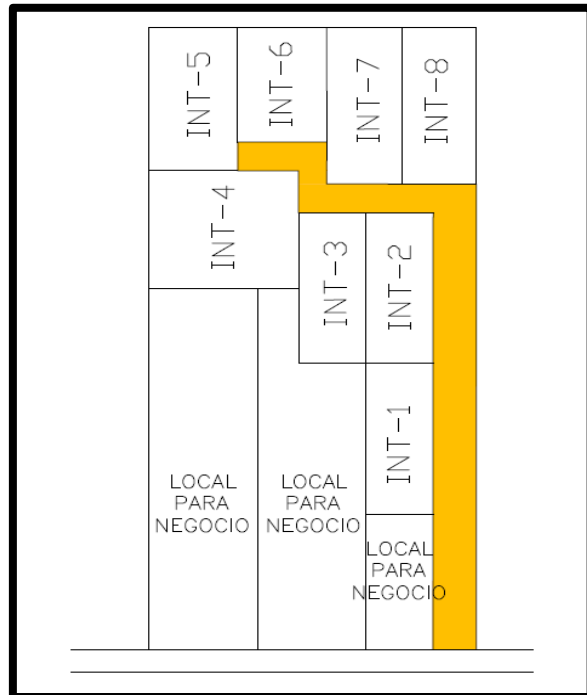 INT-5
INT-6
INT-7
INT-8
INT-4
INT-3
INT-2
INT-1
LOCAL
PARA
NEGOCIO
LOCAL
PARA
NEGOCIO
LOCAL
PARA
NEGOCIO